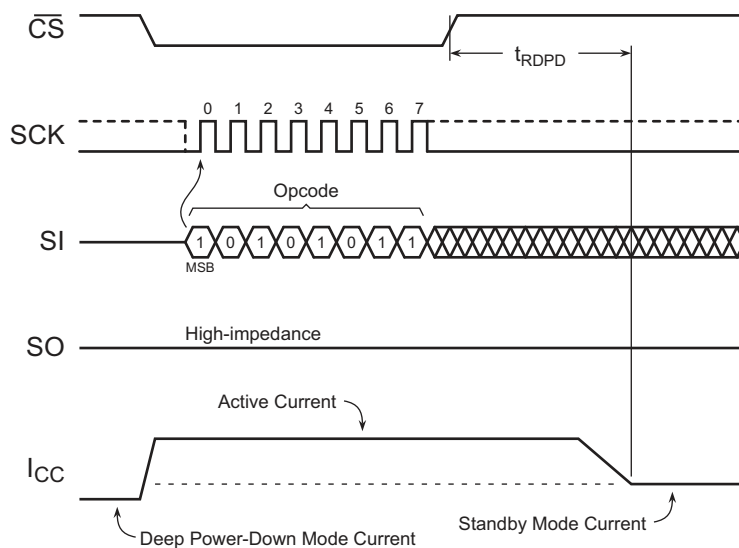 CS
tRDPD
0 1 2 3 4 5 6 7
SCK
Opcode
SI
1 0 1 0 1 0 1 1
MSB
High-impedance
SO
Active Current
ICC
Standby Mode Current
Deep Power-Down Mode Current